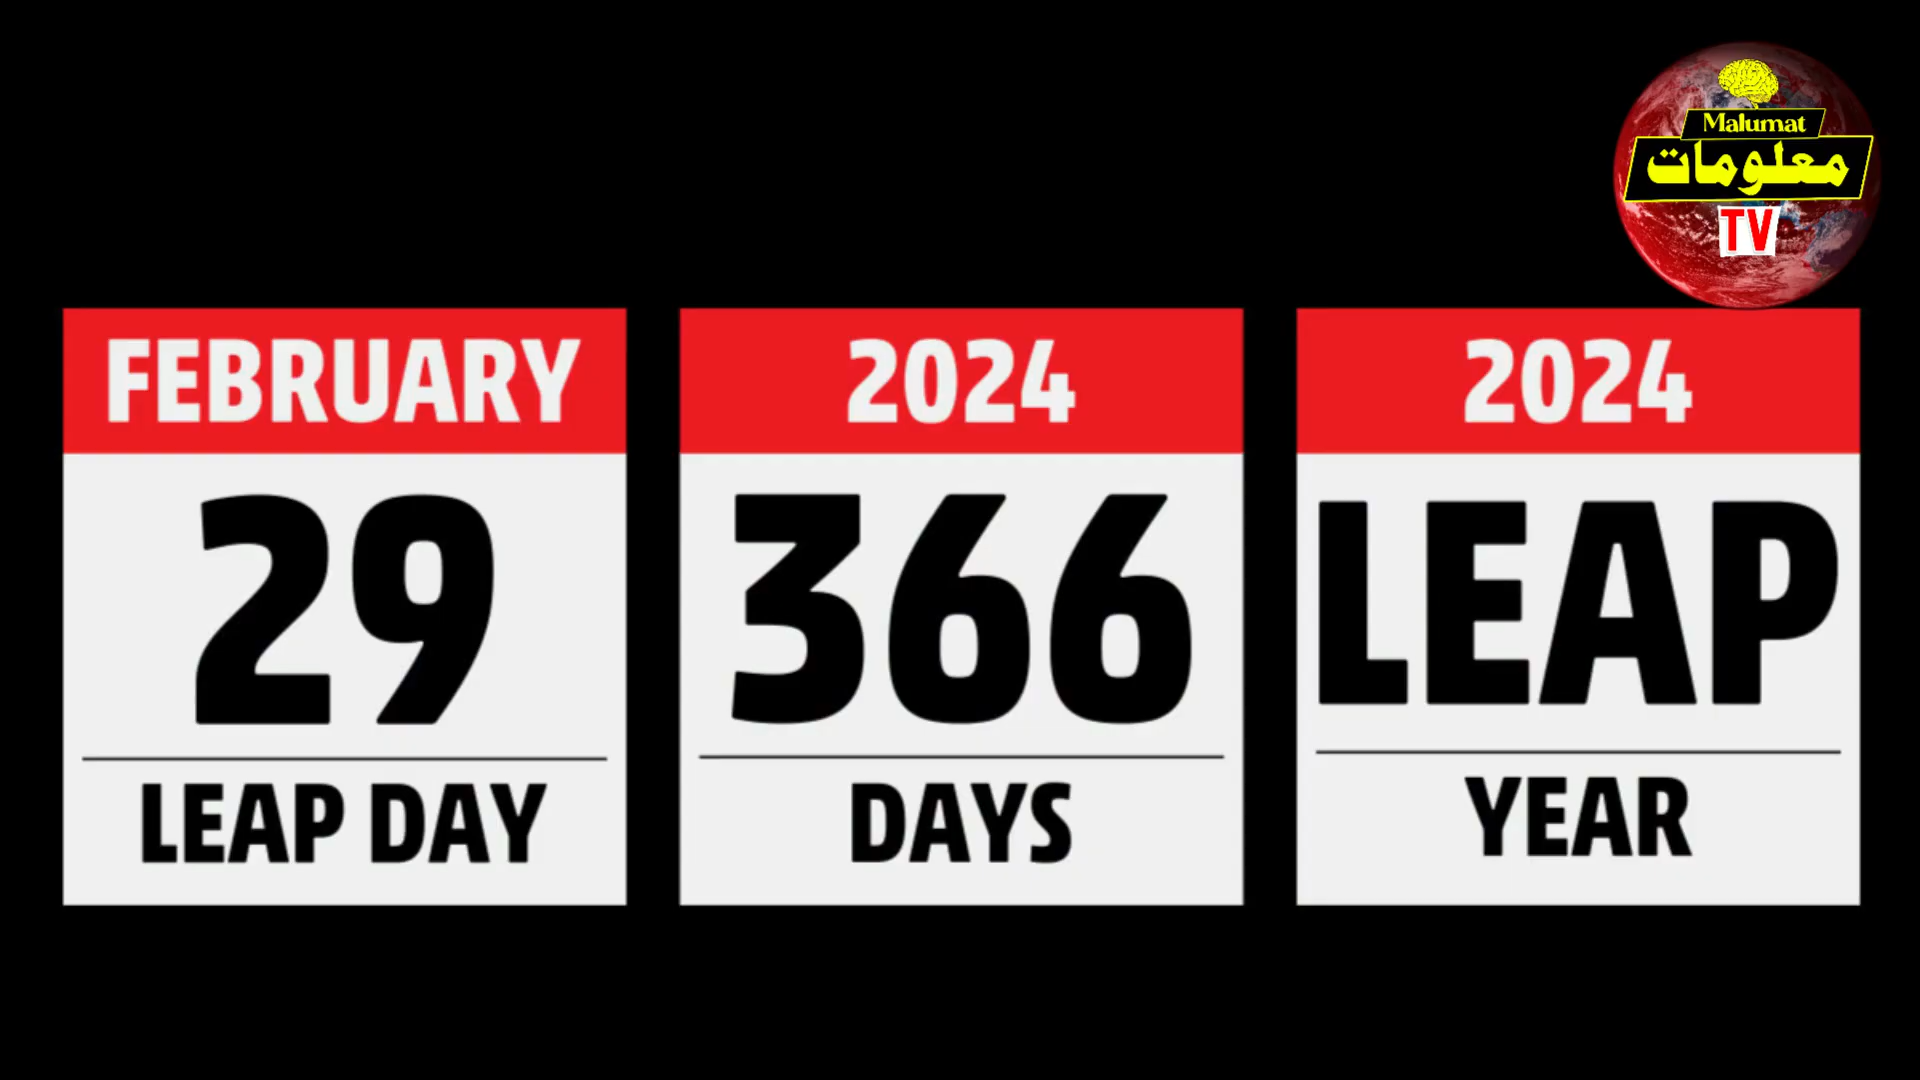 Malumat
معلومات
TV
FEBRUARY
29
LEAP DAY
2024
366
DAYS
2024
LEAP
YEAR